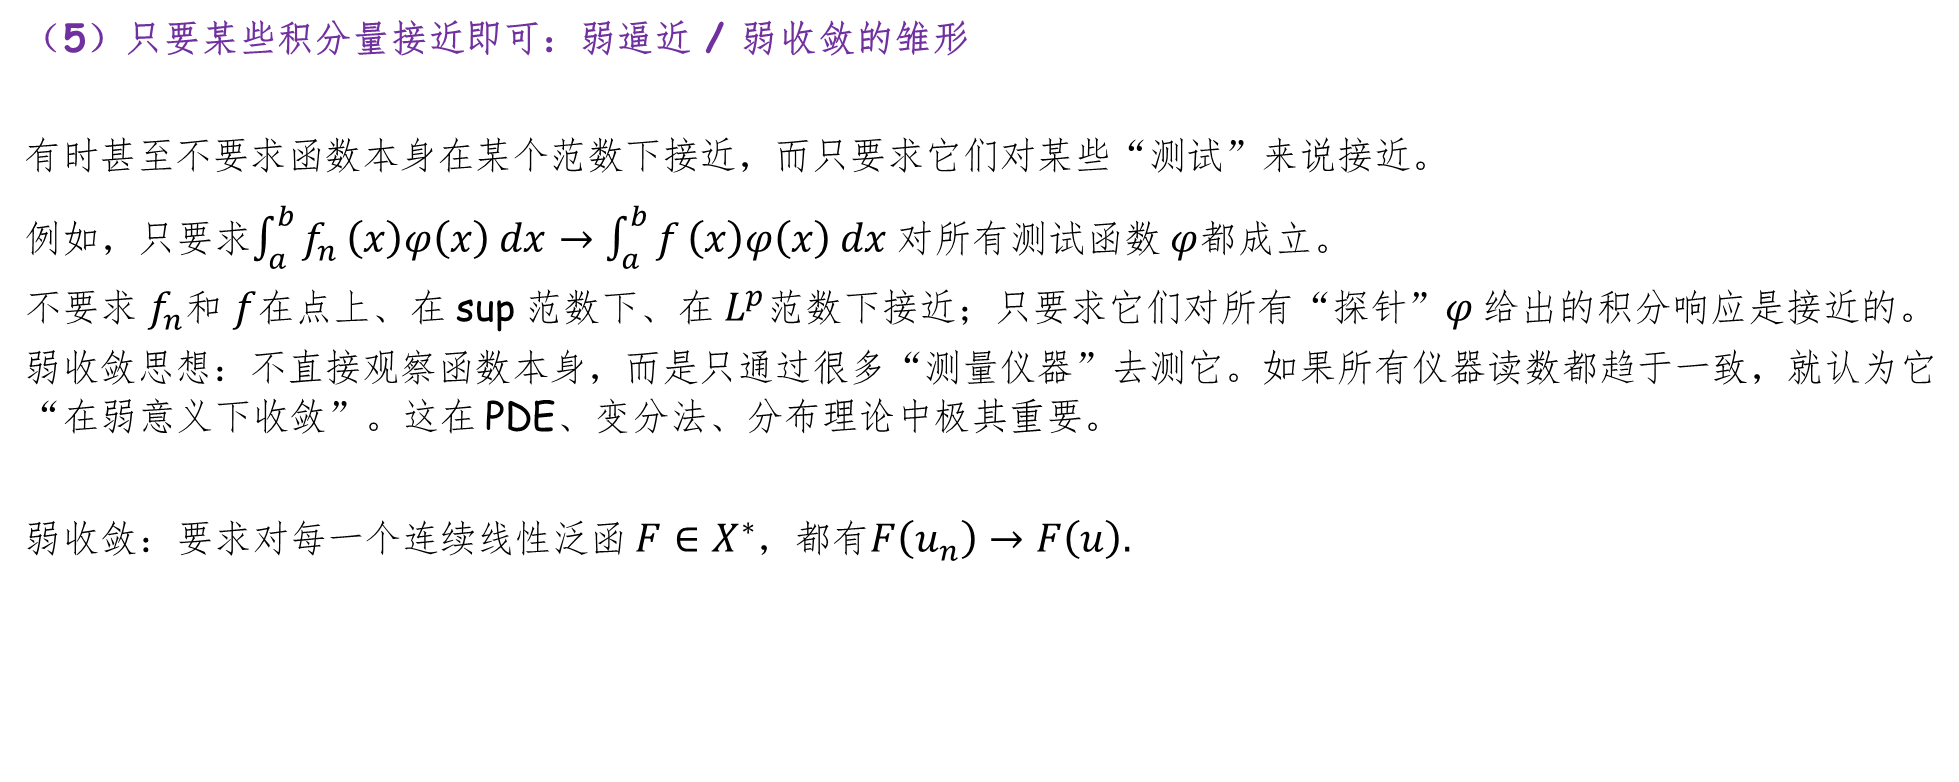 （5）只要某些积分量接近即可：弱逼近 / 弱收敛的雏形
有时甚至不要求函数本身在某个范数下接近，而只要求它们对某些“测试”来说接近。
例如，只要求∫_a^b f_n (x)φ(x) dx → ∫_a^b f (x)φ(x) dx 对所有测试函数 φ都成立。
不要求 f_n和 f在点上、在 sup 范数下、在 L^p范数下接近；只要求它们对所有“探针”φ 给出的积分响应是接近的。
弱收敛思想：不直接观察函数本身，而是只通过很多“测量仪器”去测它。如果所有仪器读数都趋于一致，就认为它
“在弱意义下收敛”。这在 PDE、变分法、分布理论中极其重要。
弱收敛：要求对每一个连续线性泛函 F ∈ X*，都有F(u_n) → F(u).